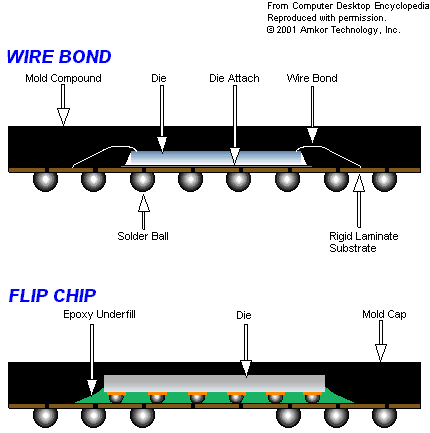 From Computer Desktop Encyclopedia
Reproduced with permission.
© 2001 Amkor Technology, Inc.
WIRE BOND
Mold Compound
Die
Die Attach
Wire Bond
Solder Ball
Rigid Laminate
Substrate
FLIP CHIP
Epoxy Underfill
Die
Mold Cap